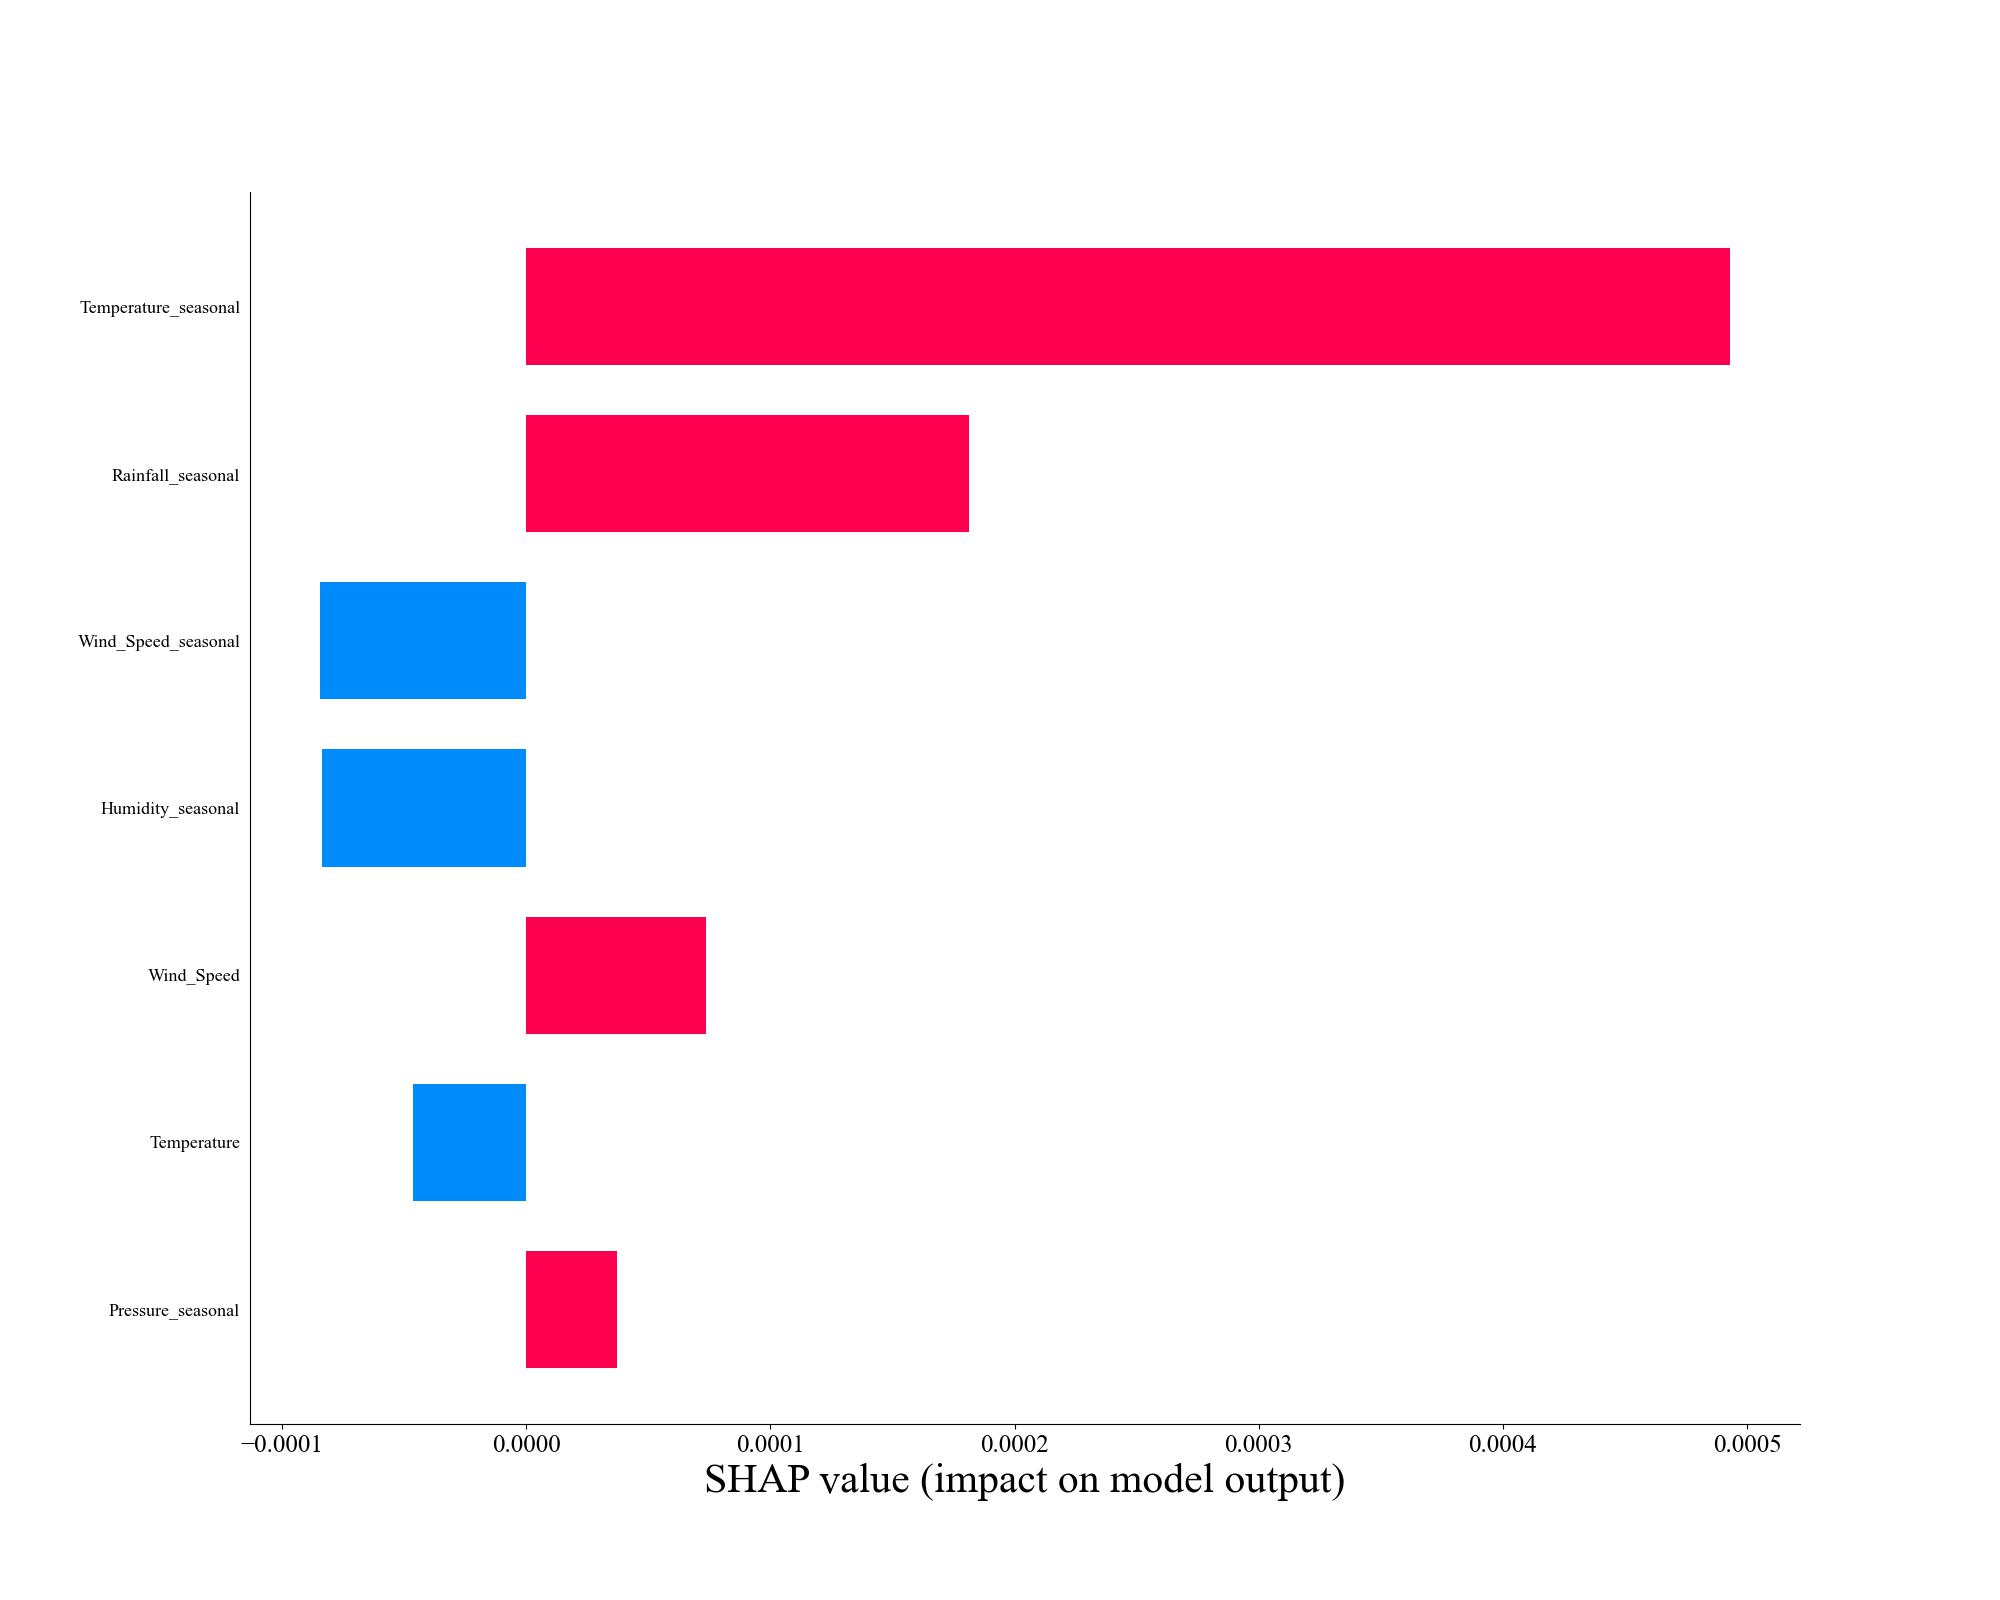 Temperature_seasonal
Rainfall_seasonal
Wind_Speed_seasonal
Humidity_seasonal
Wind_Speed
Temperature
Pressure_seasonal
−0.0001 0.0000 0.0001 0.0002 0.0003 0.0004 0.0005
SHAP value (impact on model output)